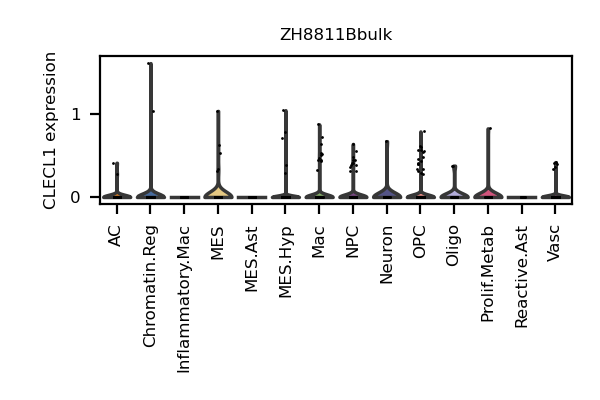 ZH8811Bbulk
CLECL1 expression
1
0
AC
Chromatin.Reg
Inflammatory.Mac
MES
MES.Ast
MES.Hyp
Mac
NPC
Neuron
OPC
Oligo
Prolif.Metab
Reactive.Ast
Vasc